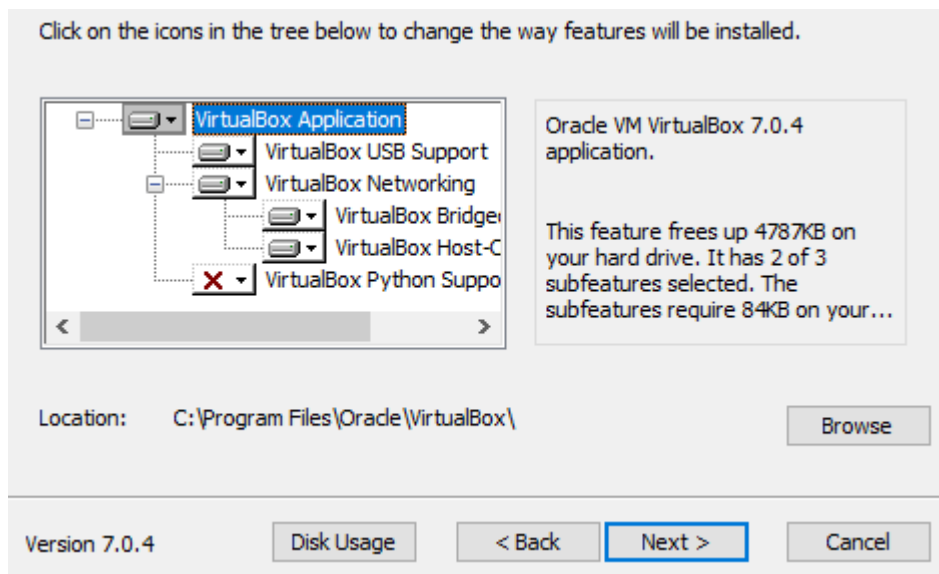 Click on the icons in the tree below to change the way features will be installed.
VirtualBox Application
VirtualBox USB Support
VirtualBox Networking
VirtualBox Bridge
VirtualBox Host-C
VirtualBox Python Suppo
Oracle VM VirtualBox 7.0.4
application.
This feature frees up 4787KB on
your hard drive. It has 2 of 3
subfeatures selected. The
subfeatures require 84KB on your...
Location: C:\Program Files\Oracle\VirtualBox\
Browse
Version 7.0.4 Disk Usage < Back Next > Cancel